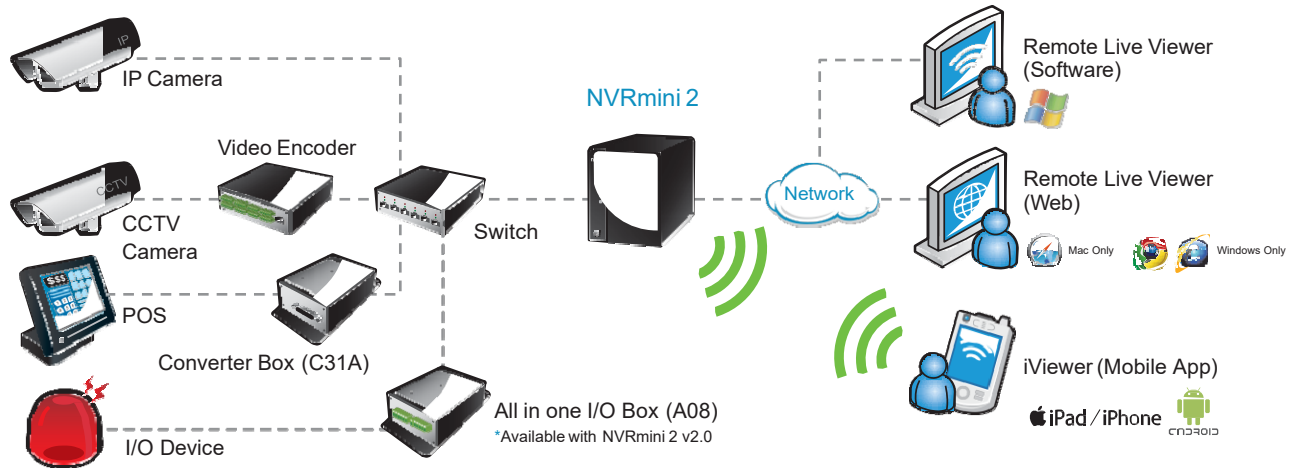 IP
IP Camera
CCTV
CCTV
Camera
Video Encoder
$$$
POS
Converter Box (C31A)
I/O Device
Switch
All in one I/O Box (A08)
*Available with NVRmini 2 v2.0
NVRmini 2
Network
Remote Live Viewer
(Software)
Remote Live Viewer
(Web)
Mac Only
Windows Only
iViewer (Mobile App)
iPad / iPhone
ANDROID